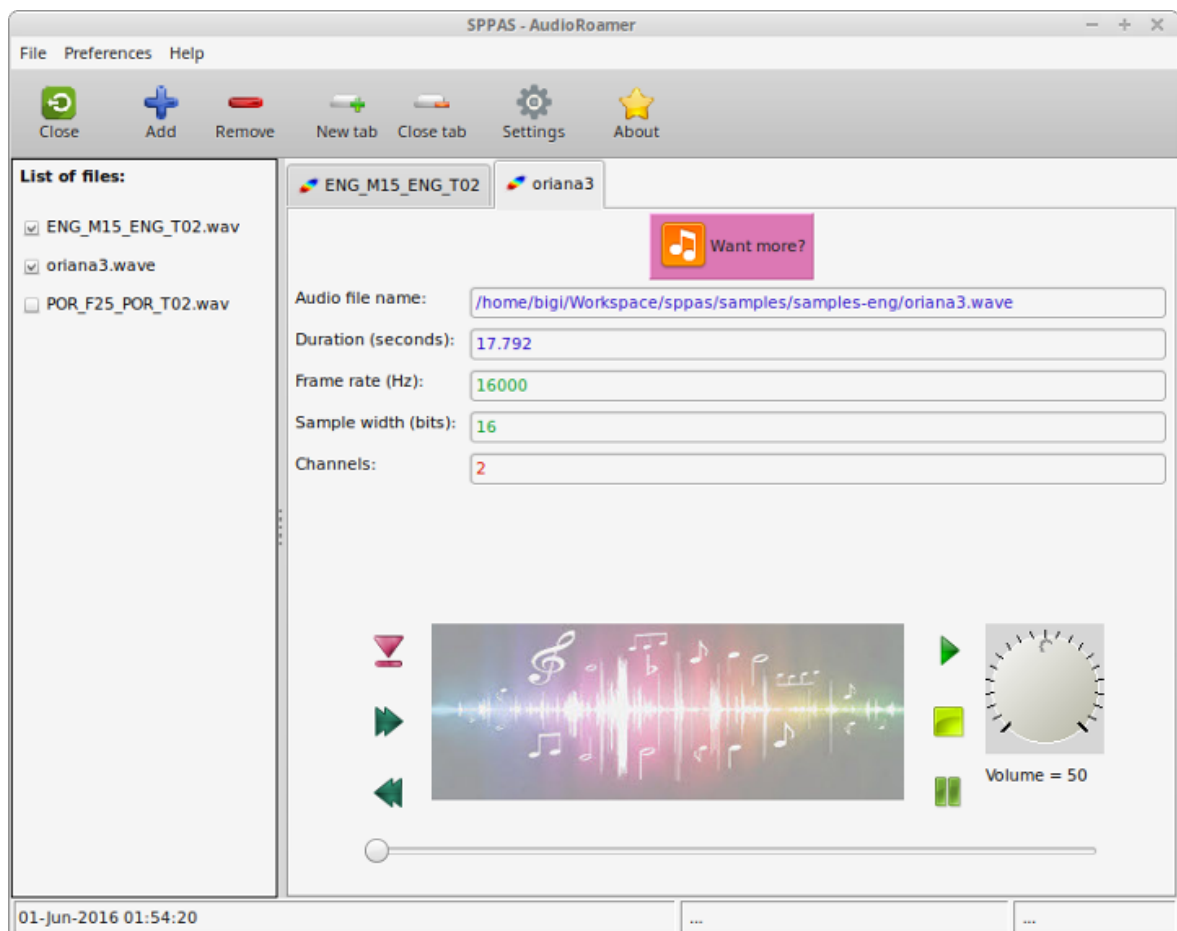 SPPAS - AudioRoamer
File Preferences Help
Close Add Remove New tab Close tab Settings About
List of files:
ENG_M15_ENG_T02.wav
oriana3.wave
POR_F25_POR_T02.wav
ENG_M15_ENG_T02 oriana3
Want more?
Audio file name: /home/bigi/Workspace/sppas/samples/samples-eng/oriana3.wave
Duration (seconds): 17.792
Frame rate (Hz): 16000
Sample width (bits): 16
Channels: 2
Volume = 50
01-Jun-2016 01:54:20 ... ...